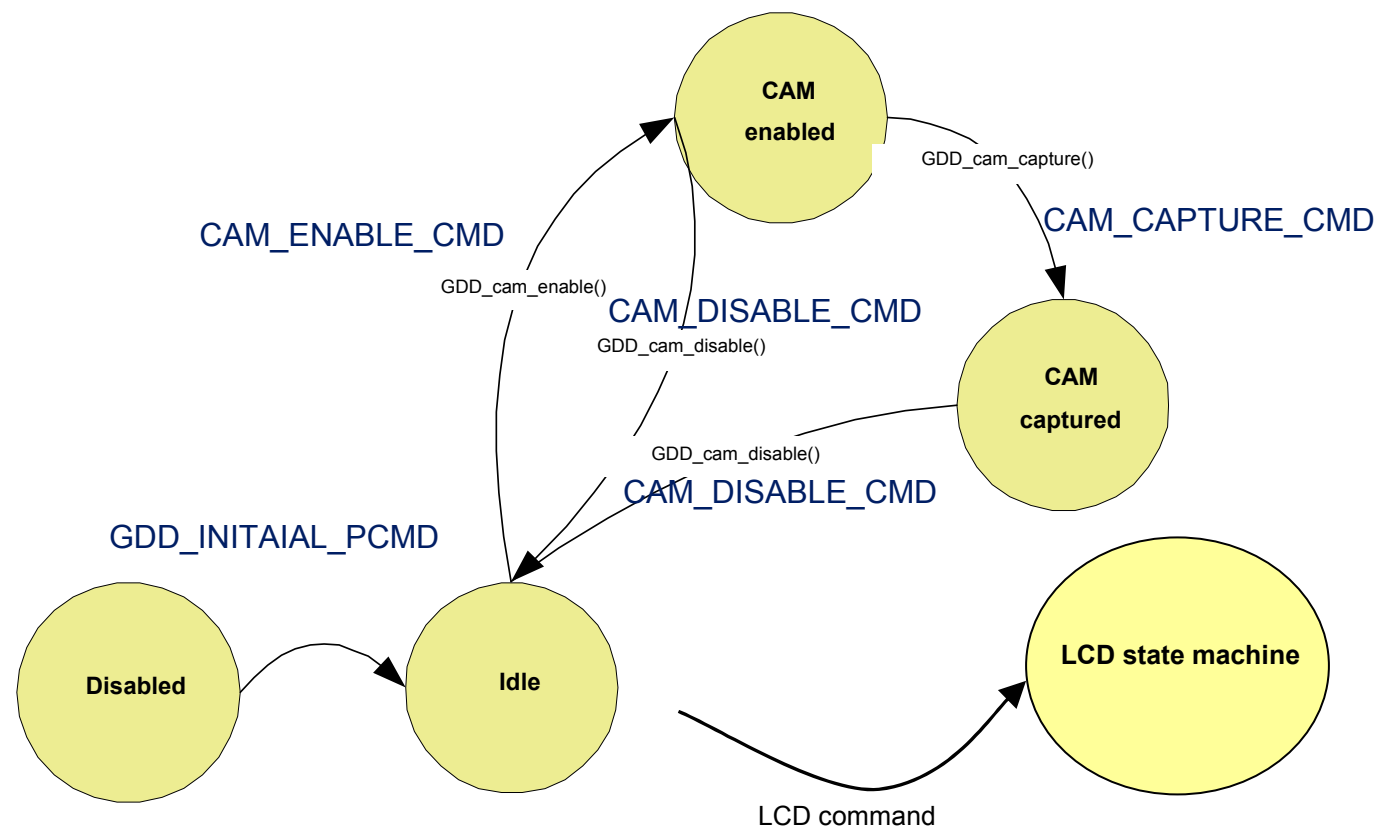 CAM
enabled
GDD_cam_capture()
CAM_ENABLE_CMD
CAM_CAPTURE_CMD
GDD_cam_enable()
CAM_DISABLE_CMD
GDD_cam_disable()
CAM
captured
GDD_cam_disable()
CAM_DISABLE_CMD
GDD_INITAIAL_PCMD
Disabled
Idle
LCD state machine
LCD command